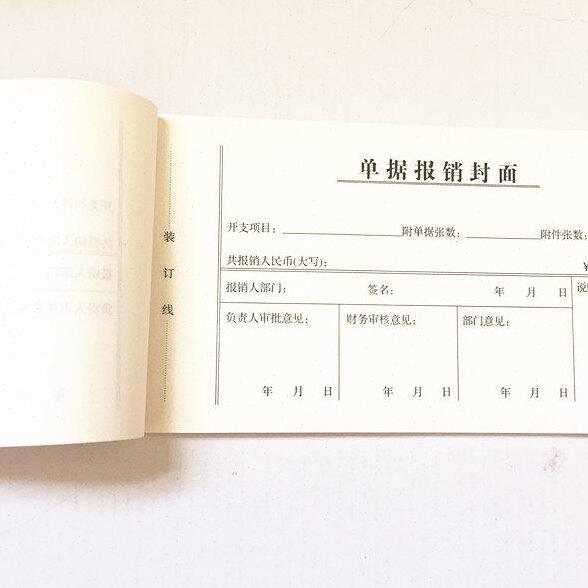 单据报销封面
开支项目： 附单据张数： 附件张数：
共报销人民币(大写)： ¥
报销人部门： 签名： 年 月 日 说
负责人审批意见： 财务审核意见： 部门意见：
年 月 日 年 月 日 年 月 日
装
订
线